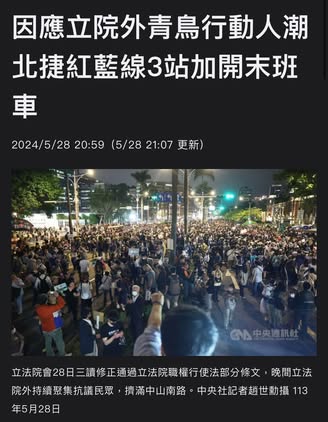 因應立院外青鳥行動人潮
北捷紅藍線3站加開末班
車
2024/5/28 20:59（5/28 21:07 更新）
中央通訊社
立法院會28日三讀修正通過立法院職權行使法部分條文，晚間立法
院外持續聚集抗議民眾，擠滿中山南路。中央社記者趙世勳攝 113
年5月28日